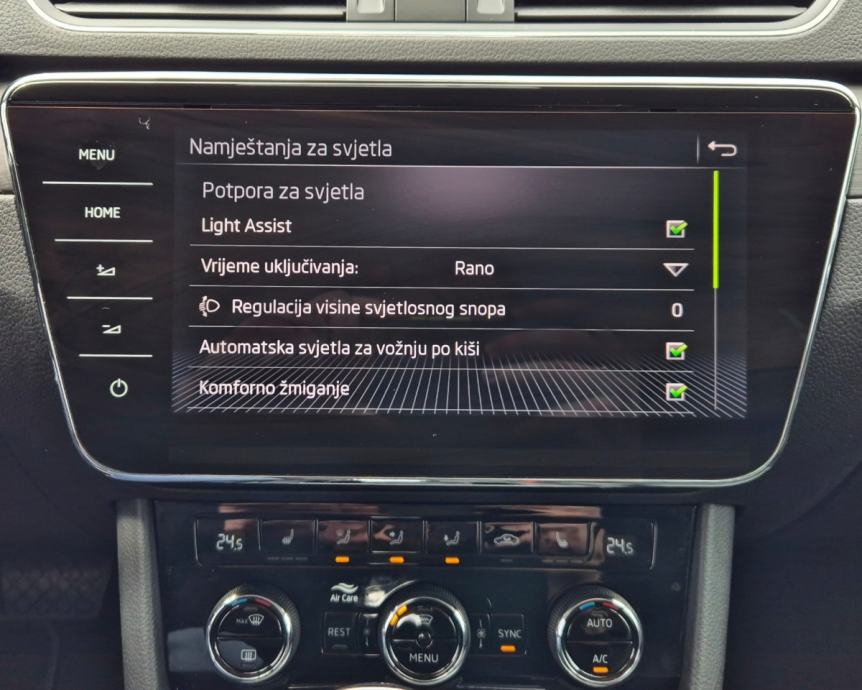 MENU
HOME
Namještanja za svjetla
Potpora za svjetla
Light Assist
Vrijeme uključivanja: Rano
Regulacija visine svjetlosnog snopa 0
Automatska svjetla za vožnju po kiši
Komforno žmiganje
24,5
24,5
Air Care
MAX
REST
MENU
SYNC
AUTO
A/C